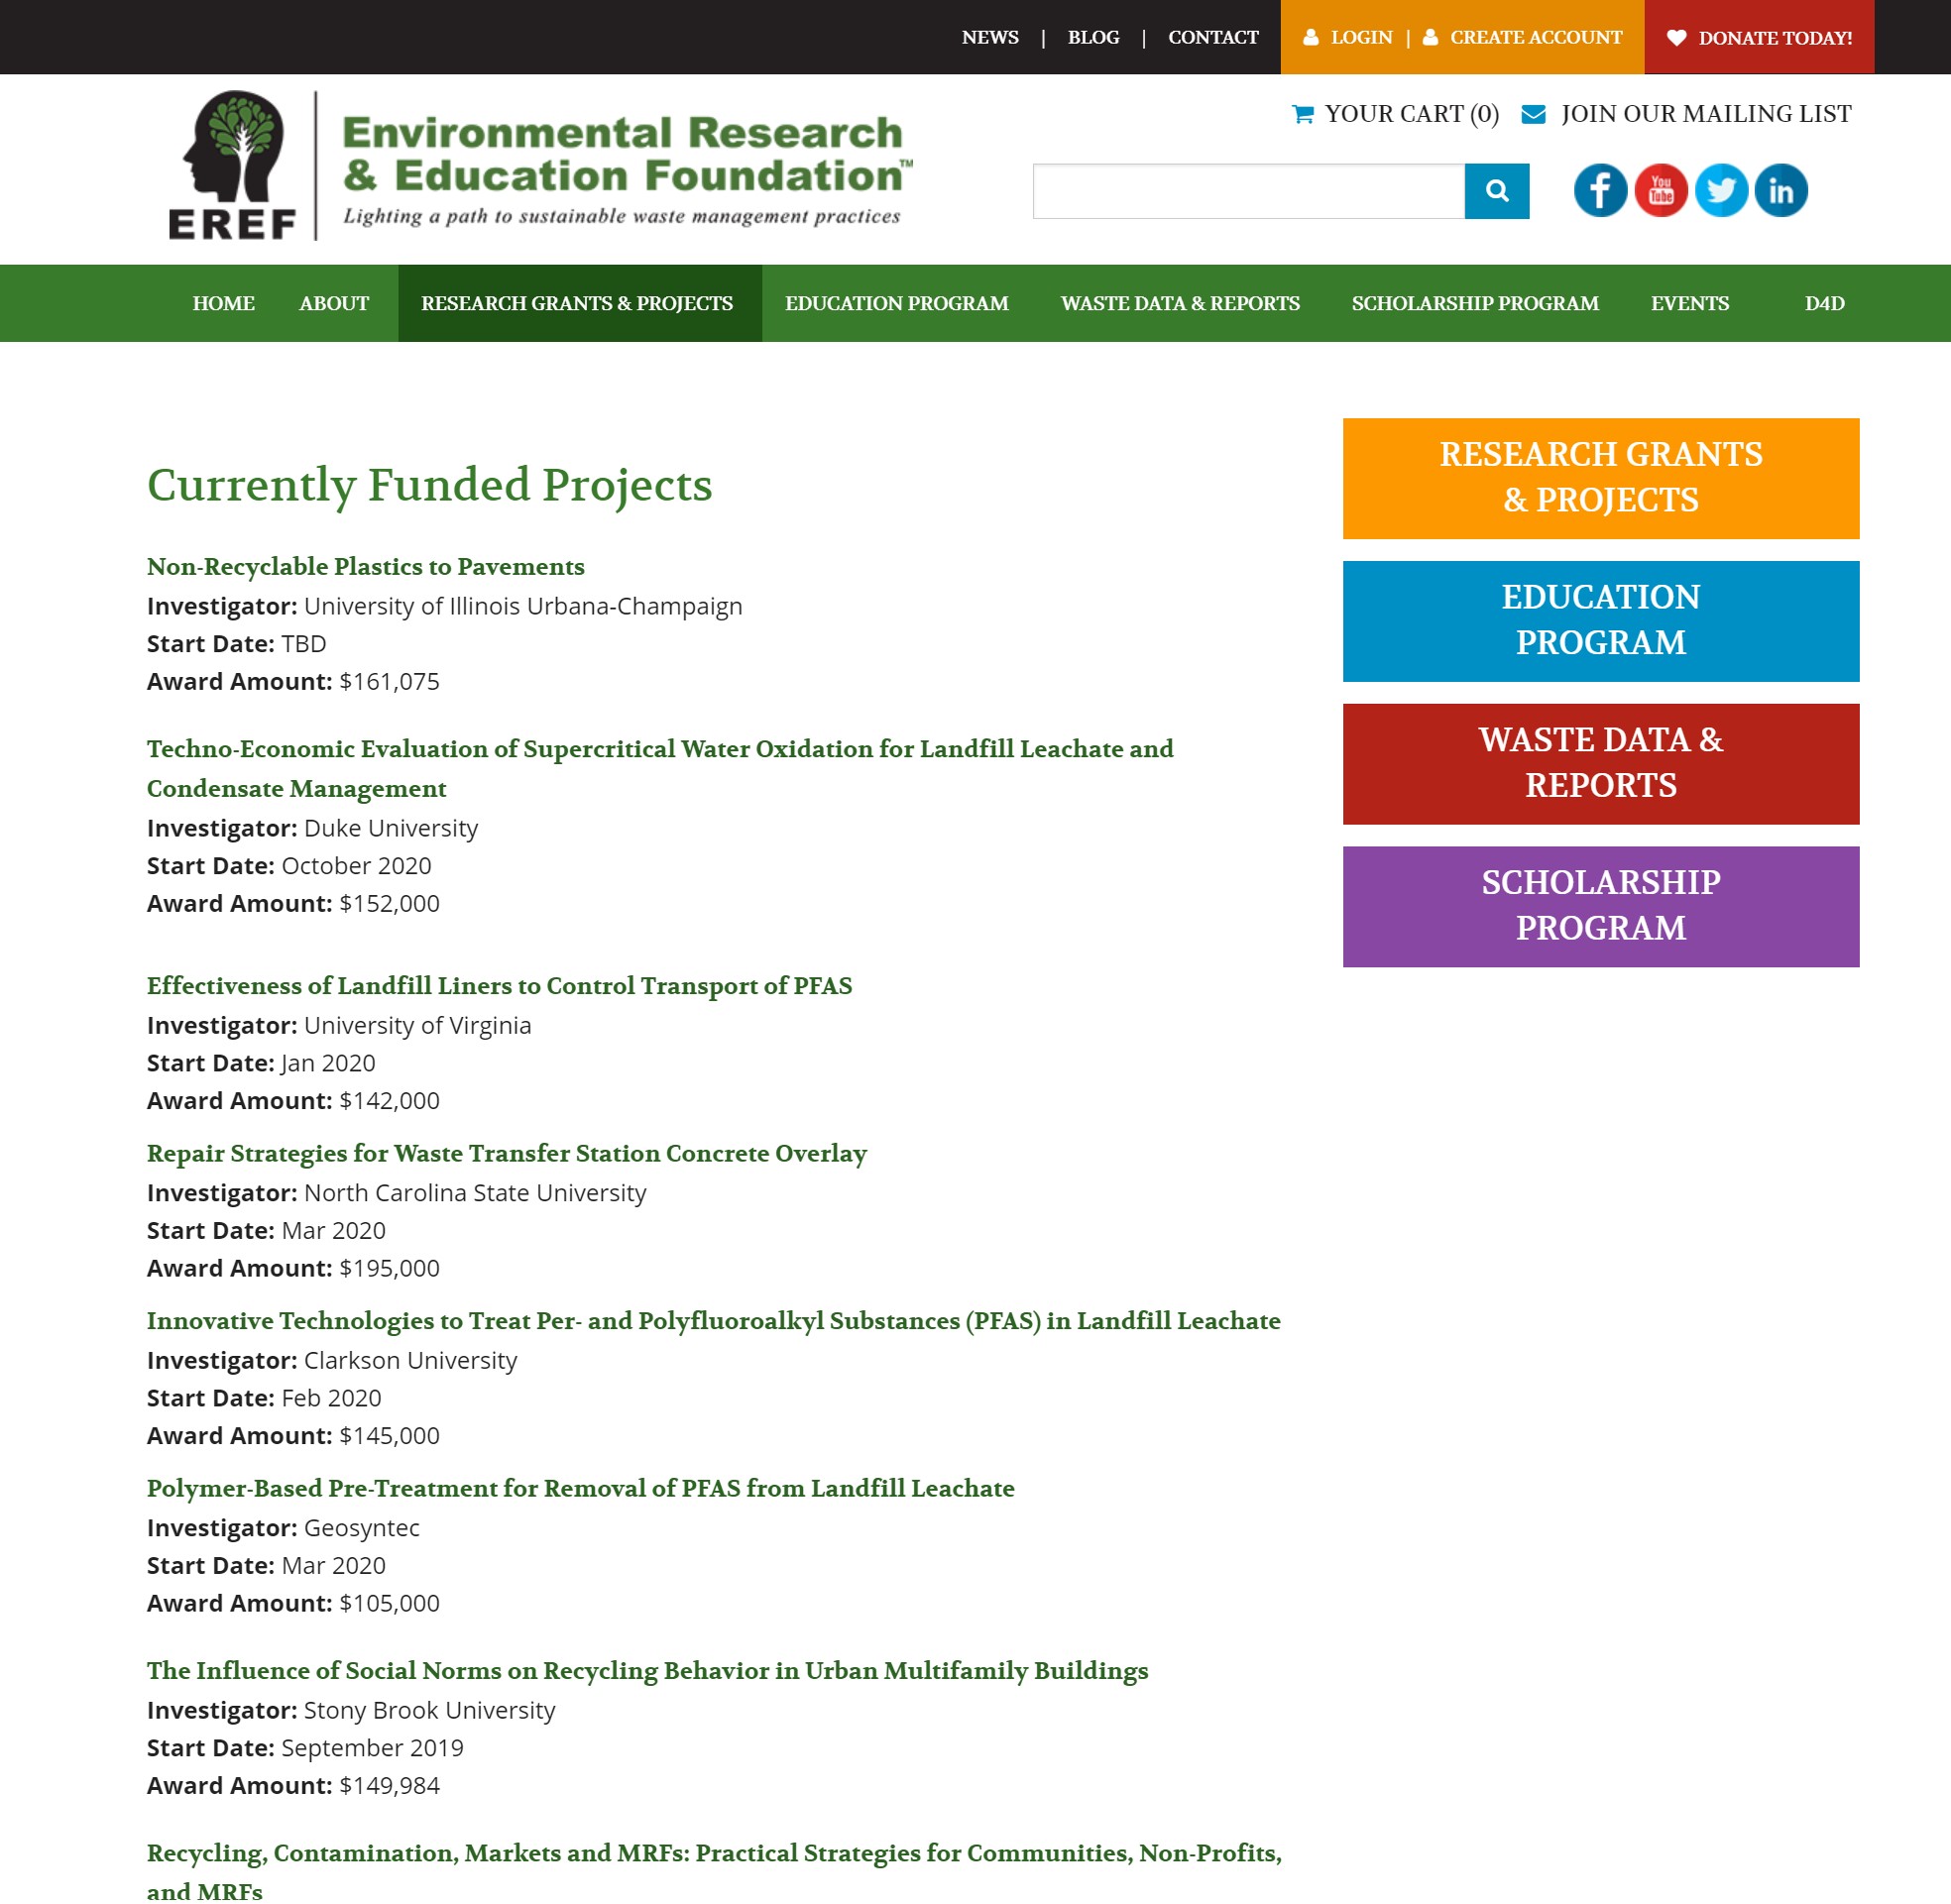 NEWS | BLOG | CONTACT LOGIN | CREATE ACCOUNT DONATE TODAY!
EREF
Environmental Research
& Education Foundation™
Lighting a path to sustainable waste management practices
YOUR CART (0) JOIN OUR MAILING LIST
You Tube
HOME ABOUT RESEARCH GRANTS & PROJECTS EDUCATION PROGRAM WASTE DATA & REPORTS SCHOLARSHIP PROGRAM EVENTS D4D
Currently Funded Projects
Non-Recyclable Plastics to Pavements
Investigator: University of Illinois Urbana-Champaign
Start Date: TBD
Award Amount: $161,075
Techno-Economic Evaluation of Supercritical Water Oxidation for Landfill Leachate and
Condensate Management
Investigator: Duke University
Start Date: October 2020
Award Amount: $152,000
Effectiveness of Landfill Liners to Control Transport of PFAS
Investigator: University of Virginia
Start Date: Jan 2020
Award Amount: $142,000
Repair Strategies for Waste Transfer Station Concrete Overlay
Investigator: North Carolina State University
Start Date: Mar 2020
Award Amount: $195,000
Innovative Technologies to Treat Per- and Polyfluoroalkyl Substances (PFAS) in Landfill Leachate
Investigator: Clarkson University
Start Date: Feb 2020
Award Amount: $145,000
Polymer-Based Pre-Treatment for Removal of PFAS from Landfill Leachate
Investigator: Geosyntec
Start Date: Mar 2020
Award Amount: $105,000
The Influence of Social Norms on Recycling Behavior in Urban Multifamily Buildings
Investigator: Stony Brook University
Start Date: September 2019
Award Amount: $149,984
Recycling, Contamination, Markets and MRFs: Practical Strategies for Communities, Non-Profits,
and MRFs
RESEARCH GRANTS
& PROJECTS
EDUCATION
PROGRAM
WASTE DATA &
REPORTS
SCHOLARSHIP
PROGRAM